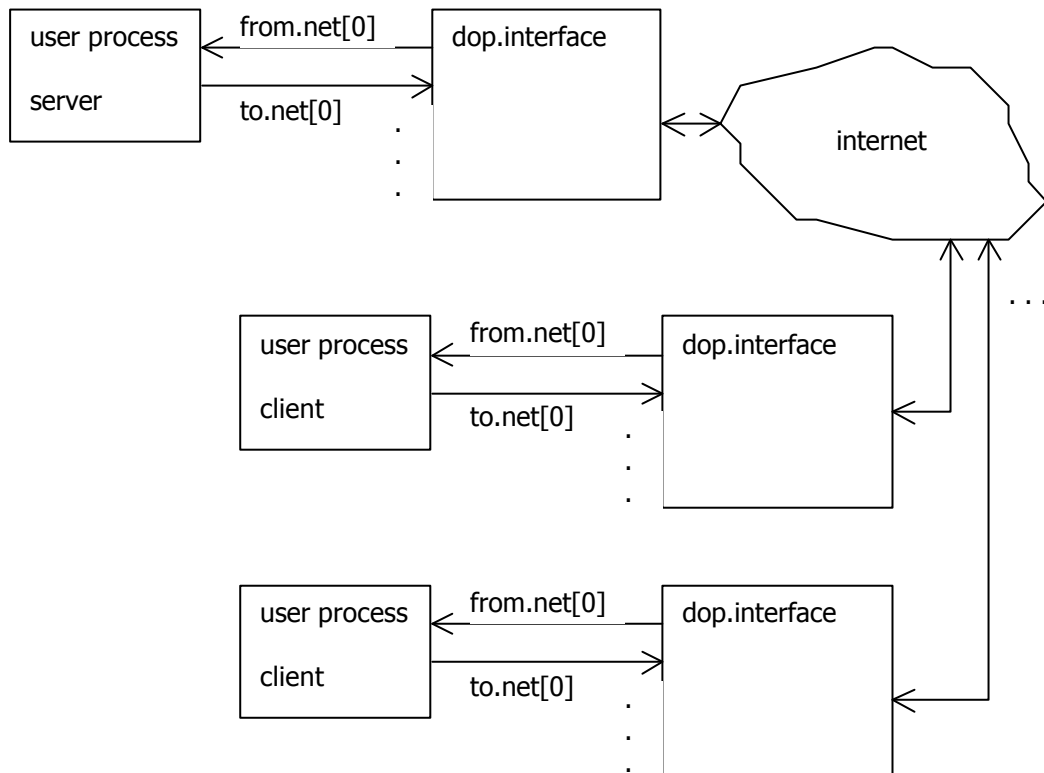 user process
server
from.net[0]
to.net[0]
.
.
.
dop.interface
internet
. . .
user process
client
from.net[0]
to.net[0]
.
.
.
dop.interface
user process
client
from.net[0]
to.net[0]
.
.
.
dop.interface